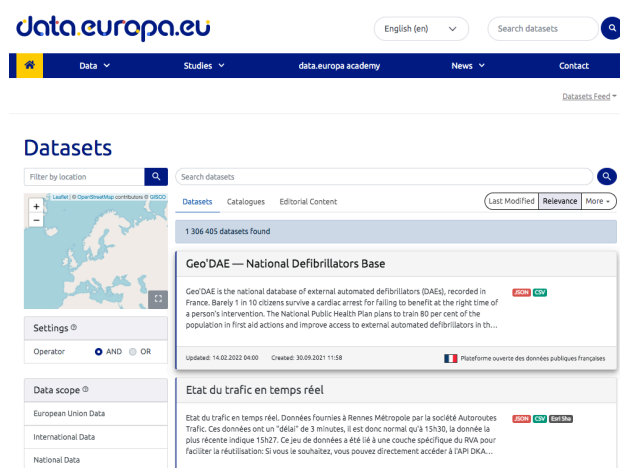 data.europa.eu
English (en)
Search datasets
Data
Studies
data.europa academy
News
Contact
Datasets Feed
Datasets
Filter by location
Search datasets
+
−
Leaflet | © OpenStreetMap contributors © GISCO
Datasets Catalogues Editorial Content
Last Modified Relevance More
1 306 405 datasets found
Geo'DAE — National Defibrillators Base
Geo'DAE is the national database of external automated defibrillators (DAEs), recorded in
France. Barely 1 in 10 citizens survive a cardiac arrest for failing to benefit at the right time of
a person's intervention. The National Public Health Plan plans to train 80 per cent of the
population in first aid actions and improve access to external automated defibrillators in th...
JSON CSV
Updated: 14.02.2022 04:00 Created: 30.09.2021 11:58
Plateforme ouverte des données publiques françaises
Settings
Operator AND OR
Data scope
European Union Data
International Data
National Data
Etat du trafic en temps réel
Etat du trafic en temps réel. Données fournies à Rennes Métropole par la société Autoroutes
Trafic. Ces données ont un "délai" de 3 minutes, il est donc normal qu'à 15h30, la donnée la
plus récente indique 15h27. Ce jeu de données a été lié à une couche spécifique du RVA pour
faciliter la réutilisation: Si vous le souhaitez, vous pouvez directement accéder à l'API DKA...
JSON CSV Esri Sha